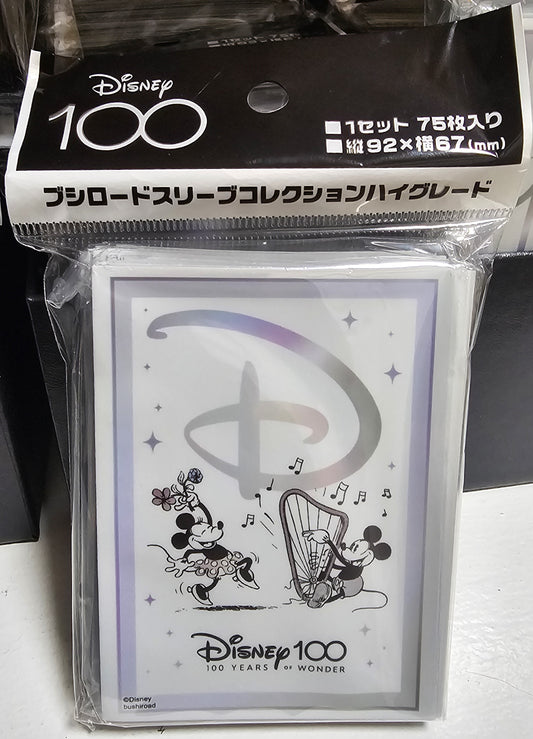 Disney
100
■1セット 75枚入り
■縦92×横67(mm)
ブシロードスリーブコレクションハイグレード
D
Disney 100
100 YEARS OF WONDER
©Disney
bushiroad